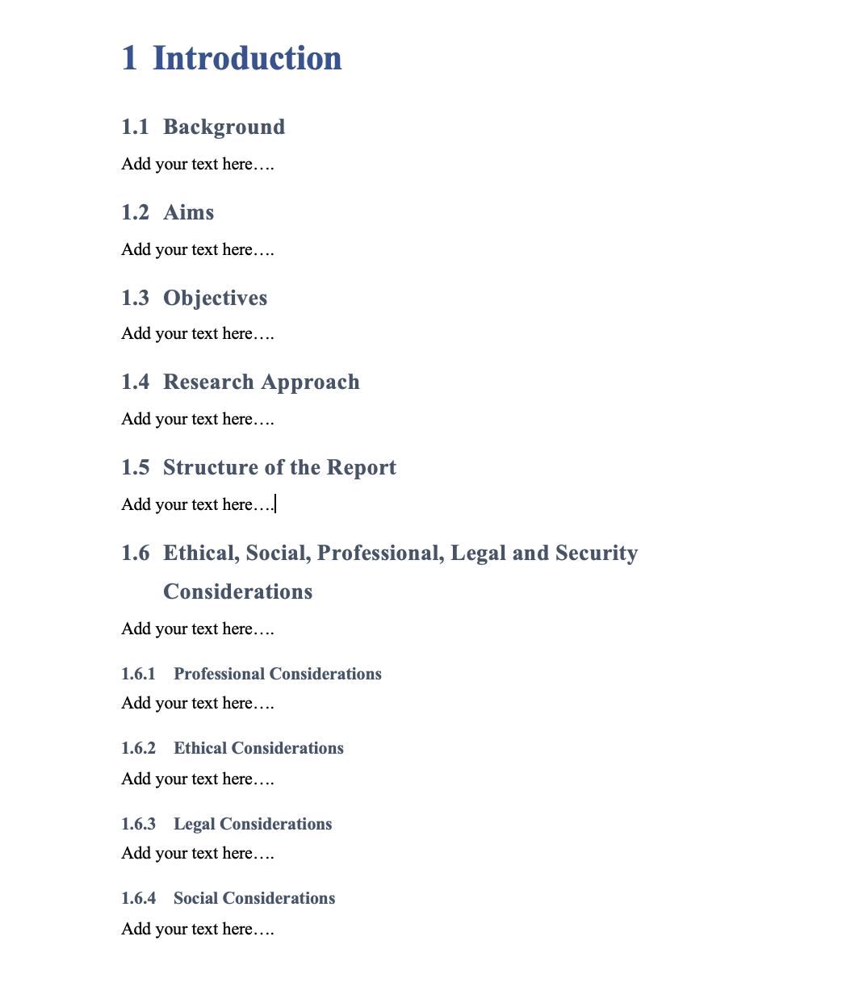 1 Introduction
1.1 Background
Add your text here….
1.2 Aims
Add your text here….
1.3 Objectives
Add your text here….
1.4 Research Approach
Add your text here….
1.5 Structure of the Report
Add your text here….
1.6 Ethical, Social, Professional, Legal and Security
Considerations
Add your text here….
1.6.1 Professional Considerations
Add your text here….
1.6.2 Ethical Considerations
Add your text here….
1.6.3 Legal Considerations
Add your text here….
1.6.4 Social Considerations
Add your text here….